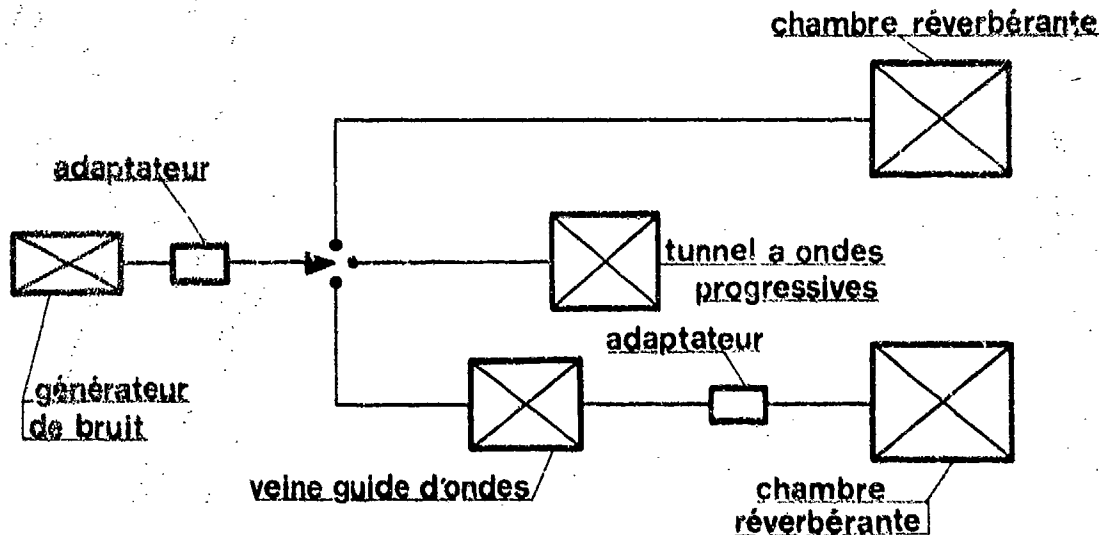 chambre réverbérante
adaptateur
tunnel a ondes
progressives
adaptateur
générateur
de bruit
veine guide d'ondes
chambre
réverbérante